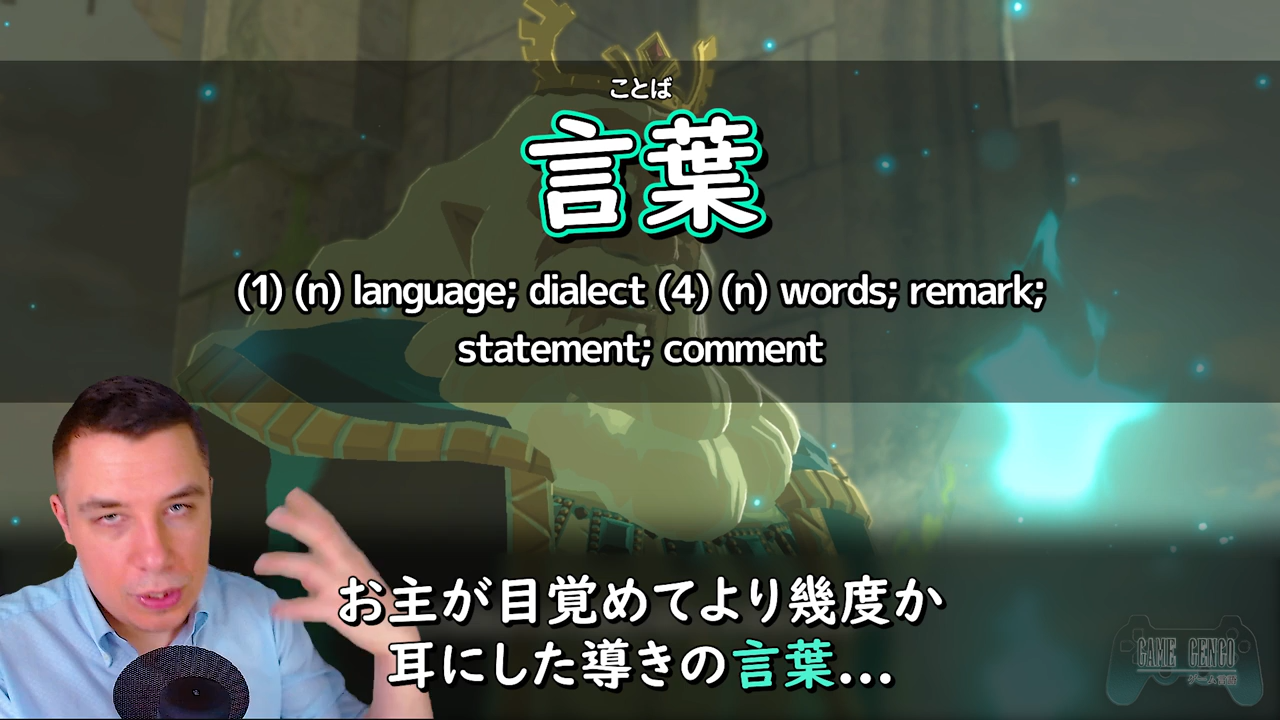 ことば
言葉
(1) (n) language; dialect (4) (n) words; remark;
statement; comment
お主が目覚めてより幾度か
耳にした導きの言葉...
GAME GENGO
ゲーム言語